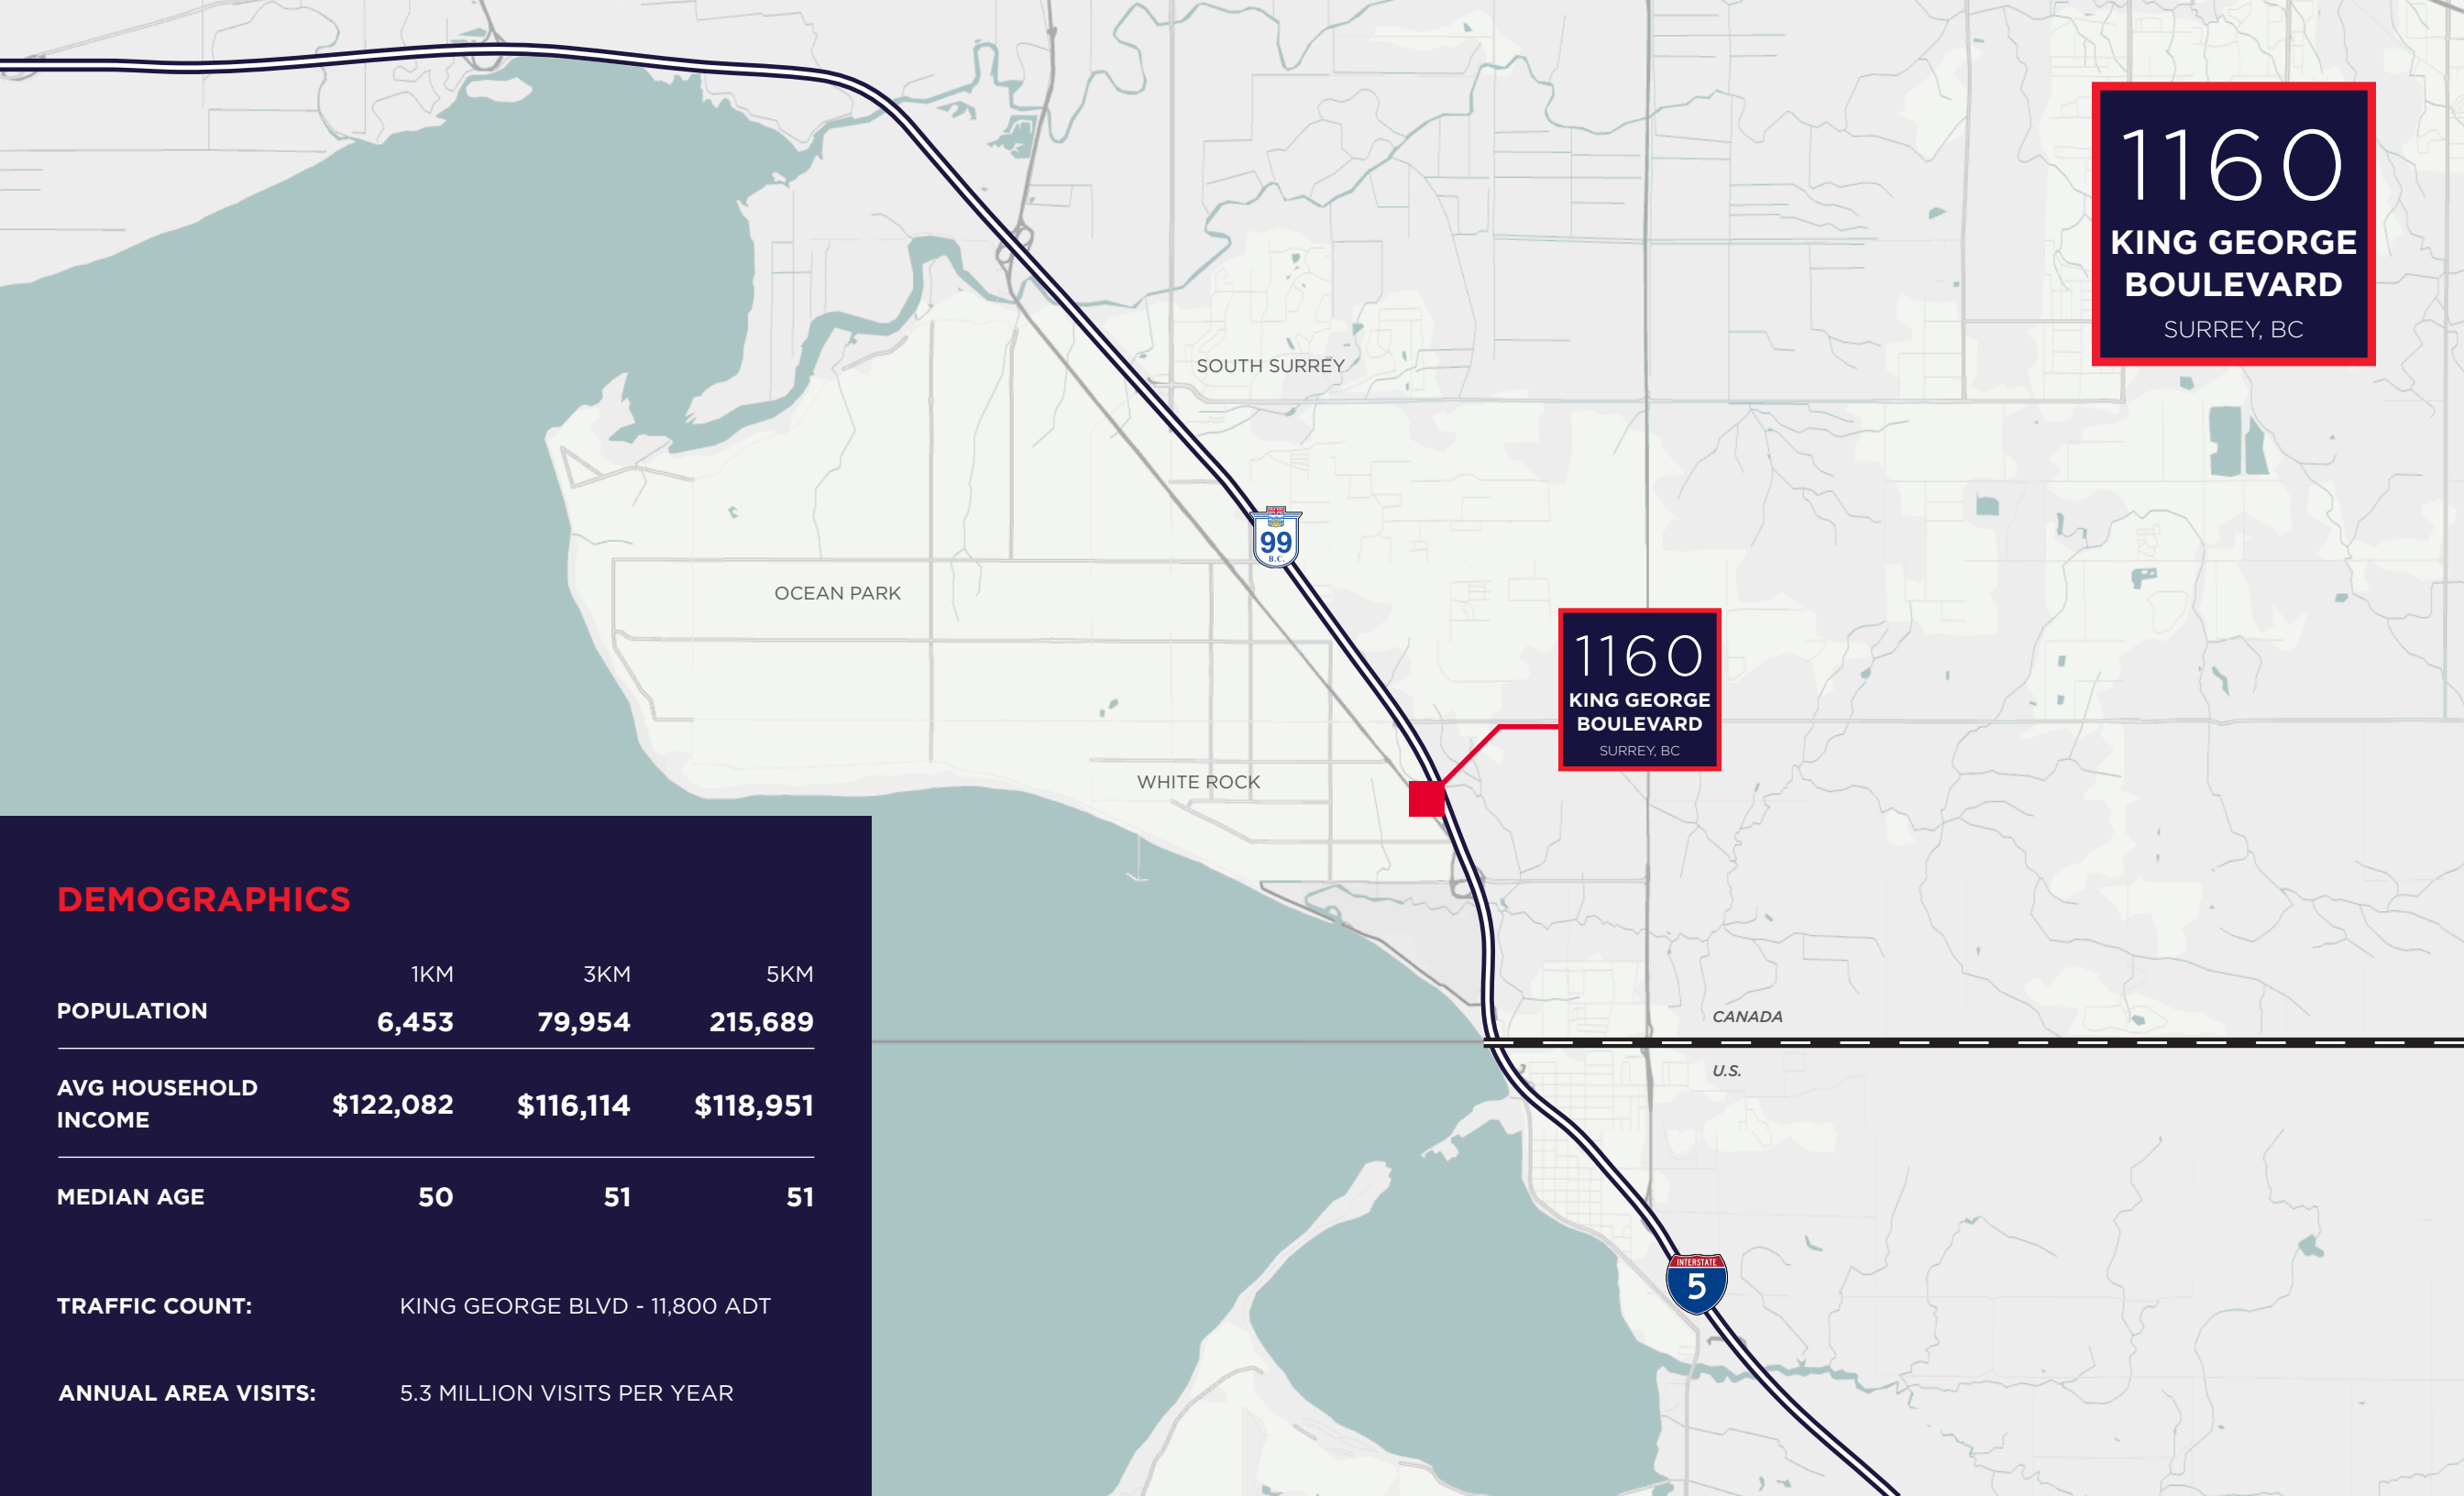 1160
KING GEORGE
BOULEVARD
SURREY, BC
SOUTH SURREY
99
B.C.
OCEAN PARK
1160
KING GEORGE
BOULEVARD
SURREY, BC
WHITE ROCK
DEMOGRAPHICS
1KM 3KM 5KM
POPULATION 6,453 79,954 215,689
AVG HOUSEHOLD
INCOME $122,082 $116,114 $118,951
MEDIAN AGE 50 51 51
TRAFFIC COUNT: KING GEORGE BLVD - 11,800 ADT
ANNUAL AREA VISITS: 5.3 MILLION VISITS PER YEAR
CANADA
U.S.
INTERSTATE
5